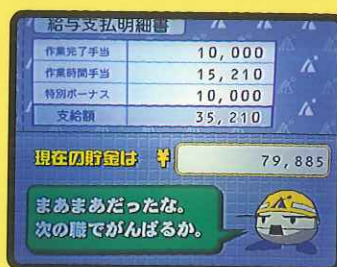 給与支払明細書
作業完了手当 10,000
作業時間手当 15,210
特別ボーナス 10,000
支給額 35,210
現在の貯金は ¥ 79,885
まあまあだったな。
次の職でがんばるか。